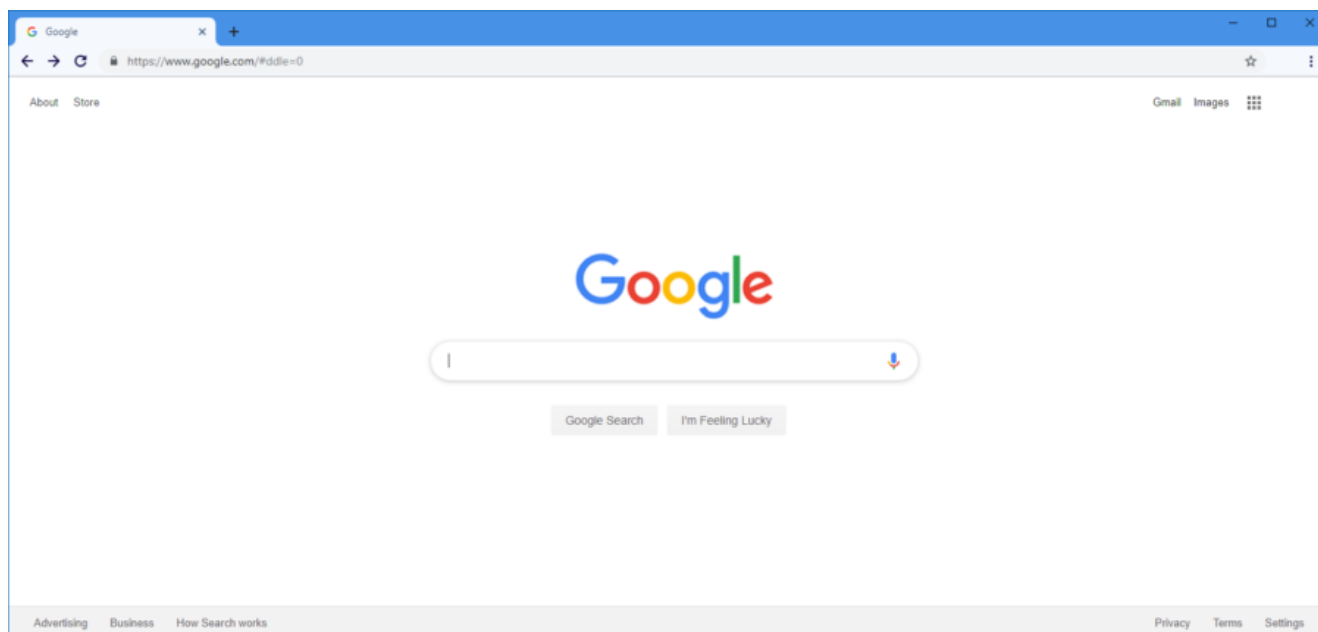 Google
https://www.google.com/#ddle=0
About Store Gmail Images
Google
Google Search I'm Feeling Lucky
Advertising Business How Search works Privacy Terms Settings